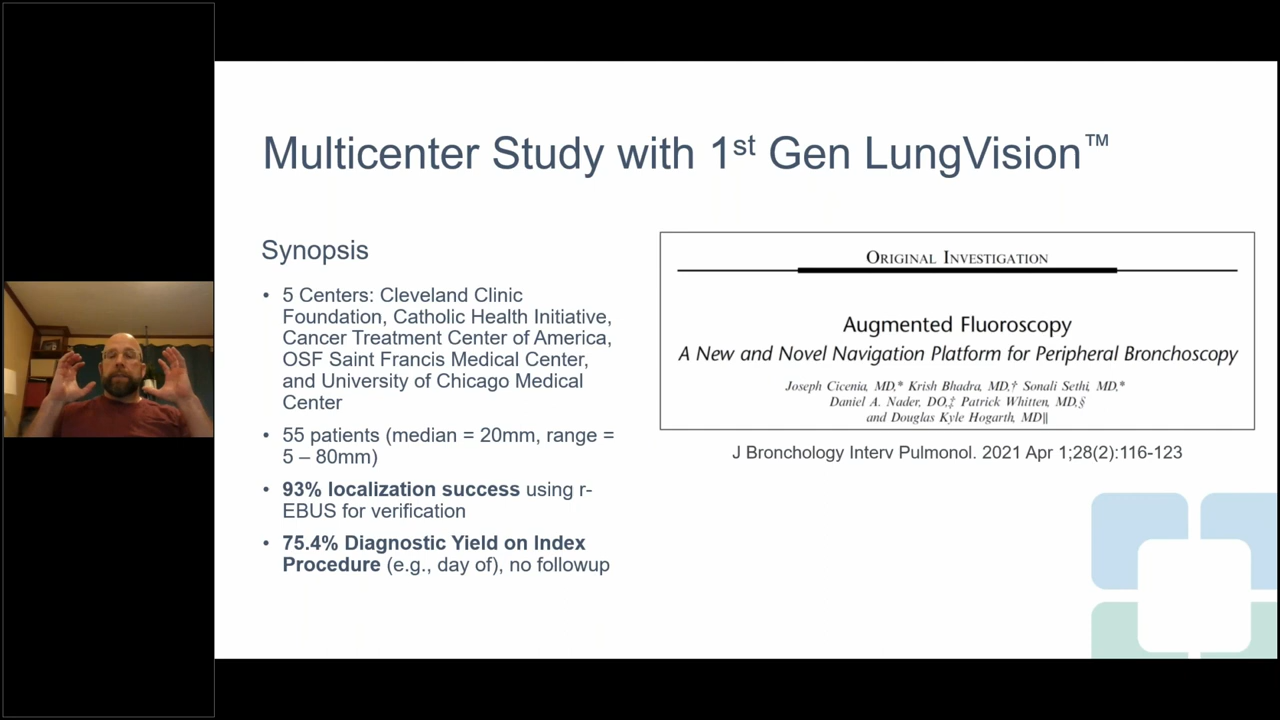 Multicenter Study with 1st Gen LungVision™
Synopsis
• 5 Centers: Cleveland Clinic
Foundation, Catholic Health Initiative,
Cancer Treatment Center of America,
OSF Saint Francis Medical Center,
and University of Chicago Medical
Center
• 55 patients (median = 20mm, range =
5 – 80mm)
• 93% localization success using r-
EBUS for verification
• 75.4% Diagnostic Yield on Index
Procedure (e.g., day of), no followup
ORIGINAL INVESTIGATION
Augmented Fluoroscopy
A New and Novel Navigation Platform for Peripheral Bronchoscopy
Joseph Cicenia, MD,* Krish Bhadra, MD,† Sonali Sethi, MD,*
Daniel A. Nader, DO,‡ Patrick Whitten, MD,§
and Douglas Kyle Hogarth, MD∥
J Bronchology Interv Pulmonol. 2021 Apr 1;28(2):116-123